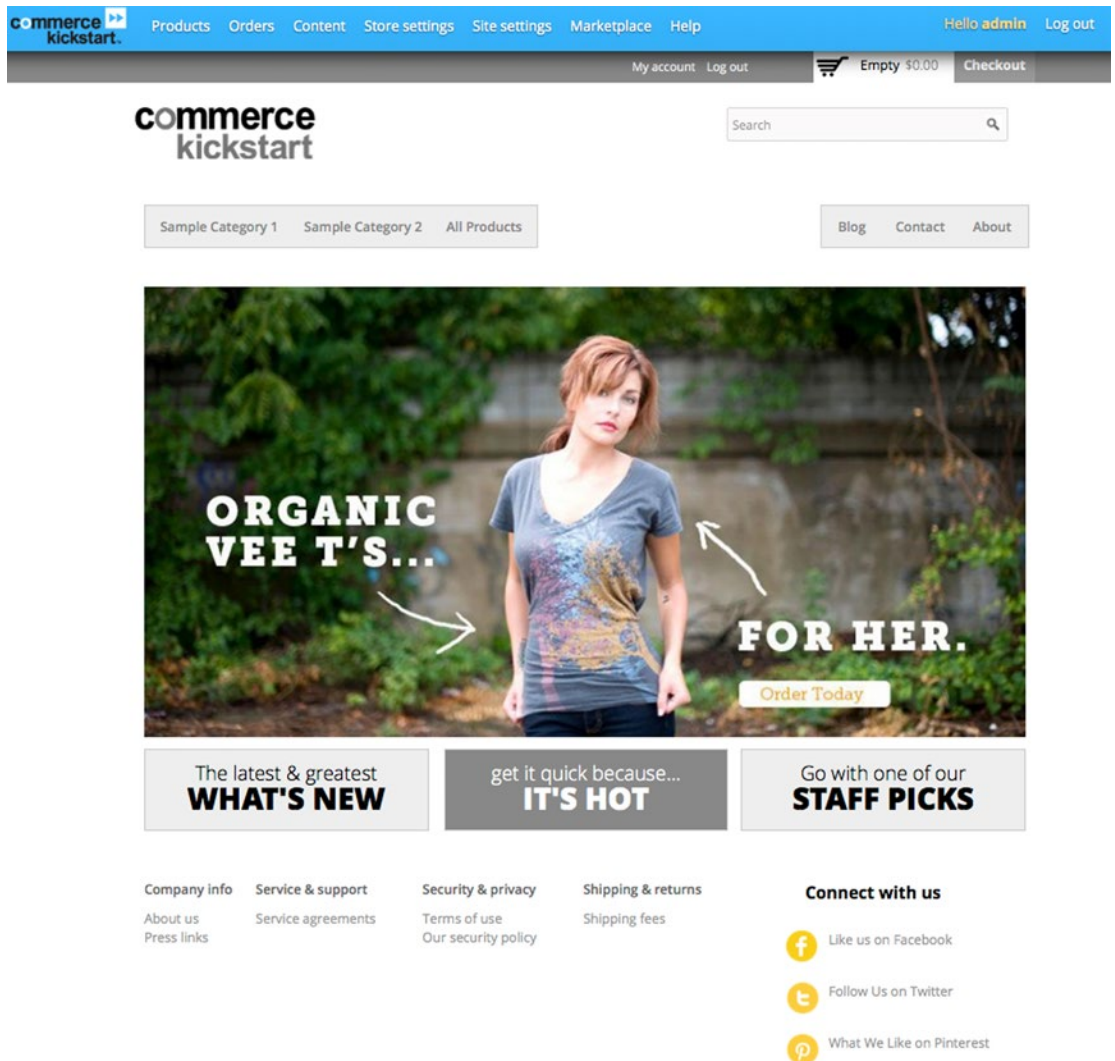 commerce
kickstart.
Products Orders Content Store settings Site settings Marketplace Help
Hello admin Log out
My account Log out
Empty $0.00 Checkout
commerce
kickstart
Search
Sample Category 1 Sample Category 2 All Products
Blog Contact About
ORGANIC
VEE T'S...
FOR HER.
Order Today
The latest & greatest
WHAT'S NEW
get it quick because...
IT'S HOT
Go with one of our
STAFF PICKS
Company info
About us
Press links
Service & support
Service agreements
Security & privacy
Terms of use
Our security policy
Shipping & returns
Shipping fees
Connect with us
Like us on Facebook
Follow Us on Twitter
What We Like on Pinterest